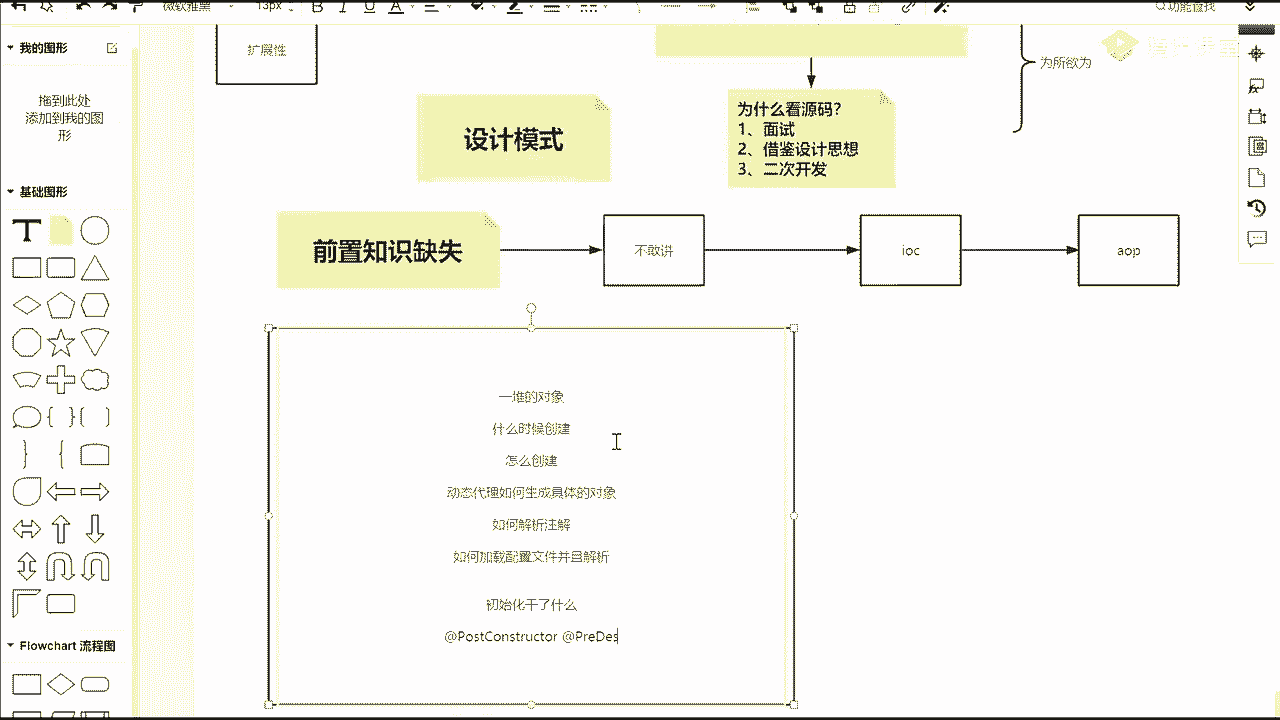 微软雅黑
13px
B I U A
功能查找
我的图形
拖到此处
添加到我的图
形
基础图形
T
Flowchart 流程图
扩展性
为所欲为
设计模式
为什么看源码?
1、面试
2、借鉴设计思想
3、二次开发
前置知识缺失
不敢讲
ioc
aop
一堆的对象
什么时候创建
怎么创建
动态代理如何生成具体的对象
如何解析注解
如何加载配置文件并且解析
初始化干了什么
@PostConstructor @PreDes